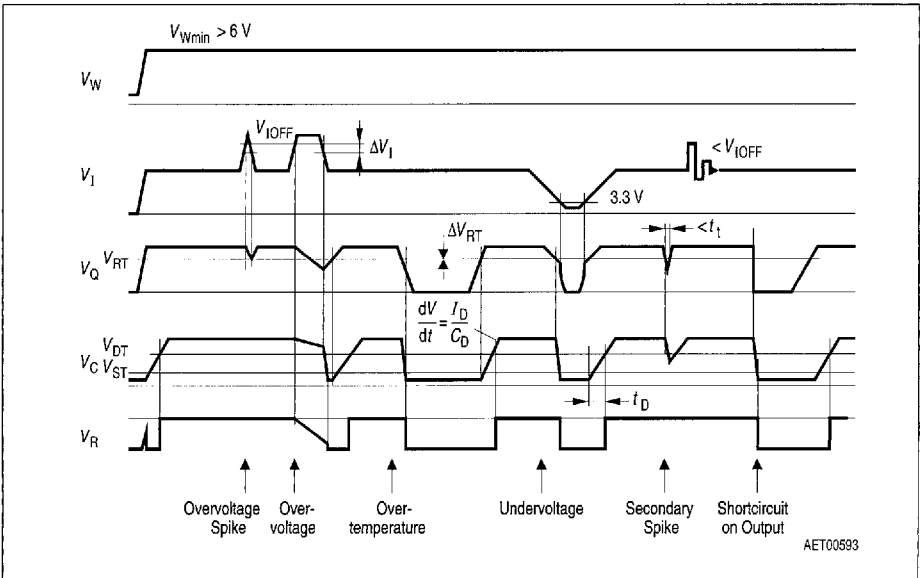 V_Wmin > 6 V
V_W
V_IOFF
ΔV_I
< V_IOFF
V_I
3.3 V
ΔV_RT
< t_t
V_RT
V_Q
dV/dt = I_D/C_D
V_DT
V_C V_ST
t_D
V_R
Overvoltage Spike
Over-voltage
Over-temperature
Undervoltage
Secondary Spike
Shortcircuit on Output
AET00593